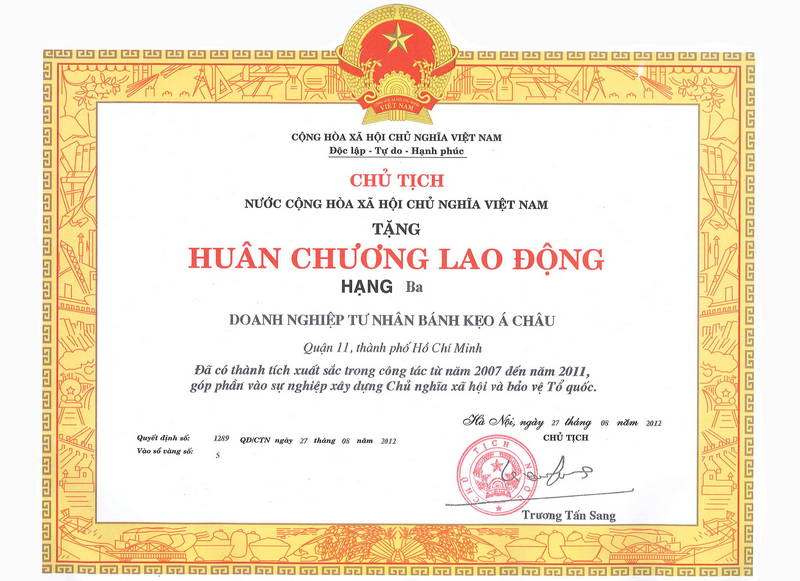 VIỆT NAM
CỘNG HÒA XÃ HỘI CHỦ NGHĨA VIỆT NAM
Độc lập - Tự do - Hạnh phúc
CHỦ TỊCH
NƯỚC CỘNG HÒA XÃ HỘI CHỦ NGHĨA VIỆT NAM
TẶNG
HUÂN CHƯƠNG LAO ĐỘNG
HẠNG Ba
DOANH NGHIỆP TƯ NHÂN BÁNH KẸO Á CHÂU
Quận 11, thành phố Hồ Chí Minh
Đã có thành tích xuất sắc trong công tác từ năm 2007 đến năm 2011,
góp phần vào sự nghiệp xây dựng Chủ nghĩa xã hội và bảo vệ Tổ quốc.
Hà Nội, ngày 27 tháng 08 năm 2012
CHỦ TỊCH
Quyết định số: 1289 QĐ/CTN ngày 27 tháng 08 năm 2012
Vào sổ vàng số: 5
CHỦ TỊCH NƯỚC
Trương Tấn Sang